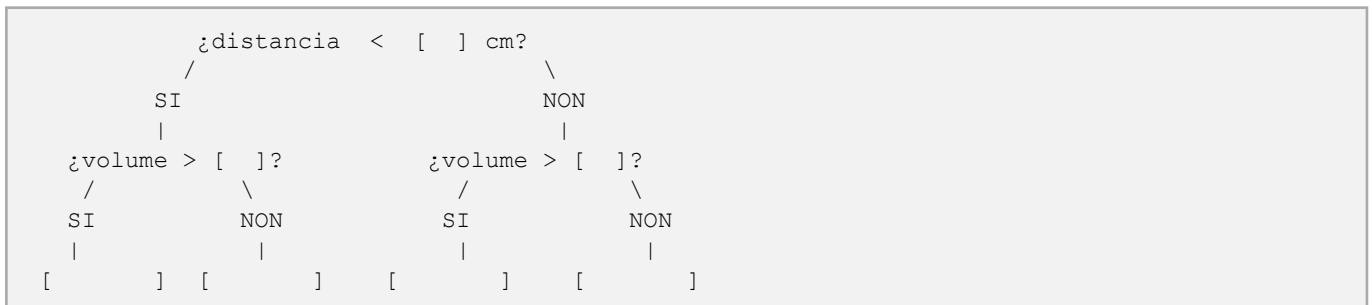 ¿distancia < [ ] cm?
/ \
SI NON
| |
¿volume > [ ]? ¿volume > [ ]?
/ \ / \
SI NON SI NON
| | | |
[ ] [ ] [ ] [ ]